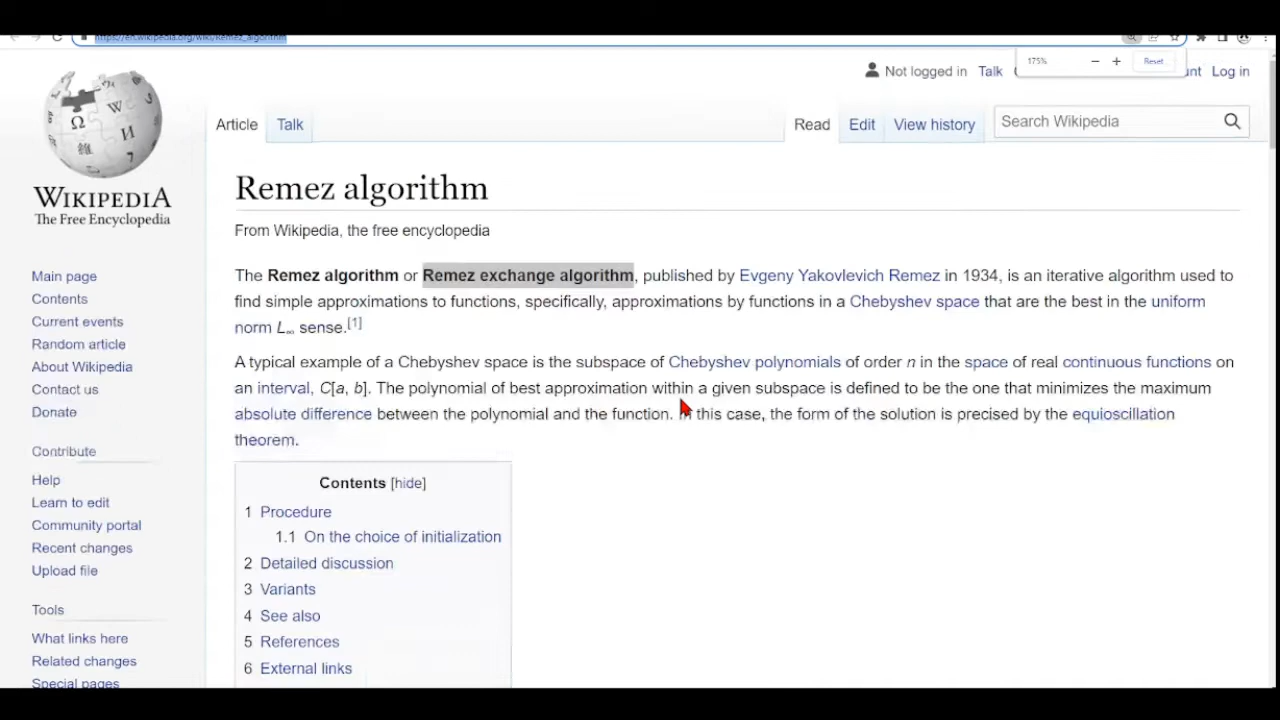 https://en.wikipedia.org/wiki/Remez_algorithm
175%
Reset
Not logged in Talk
Log in
Article Talk
Read Edit View history
Search Wikipedia
WIKIPEDIA
The Free Encyclopedia
Main page
Contents
Current events
Random article
About Wikipedia
Contact us
Donate
Contribute
Help
Learn to edit
Community portal
Recent changes
Upload file
Tools
What links here
Related changes
Special pages
Remez algorithm
From Wikipedia, the free encyclopedia
The Remez algorithm or Remez exchange algorithm, published by Evgeny Yakovlevich Remez in 1934, is an iterative algorithm used to
find simple approximations to functions, specifically, approximations by functions in a Chebyshev space that are the best in the uniform
norm L∞ sense.[1]
A typical example of a Chebyshev space is the subspace of Chebyshev polynomials of order n in the space of real continuous functions on
an interval, C[a, b]. The polynomial of best approximation within a given subspace is defined to be the one that minimizes the maximum
absolute difference between the polynomial and the function. In this case, the form of the solution is precised by the equioscillation
theorem.
Contents [hide]
1 Procedure
1.1 On the choice of initialization
2 Detailed discussion
3 Variants
4 See also
5 References
6 External links